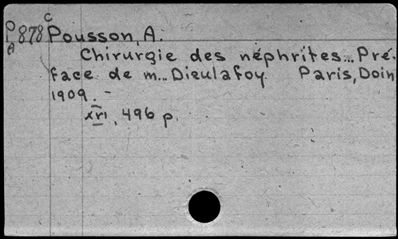 C
P 878 Pousson, A.
A
Chirurgie des néphrites... Pré-
face de m... Dieulafoy Paris, Doin
1909. -
xvi, 496 p.